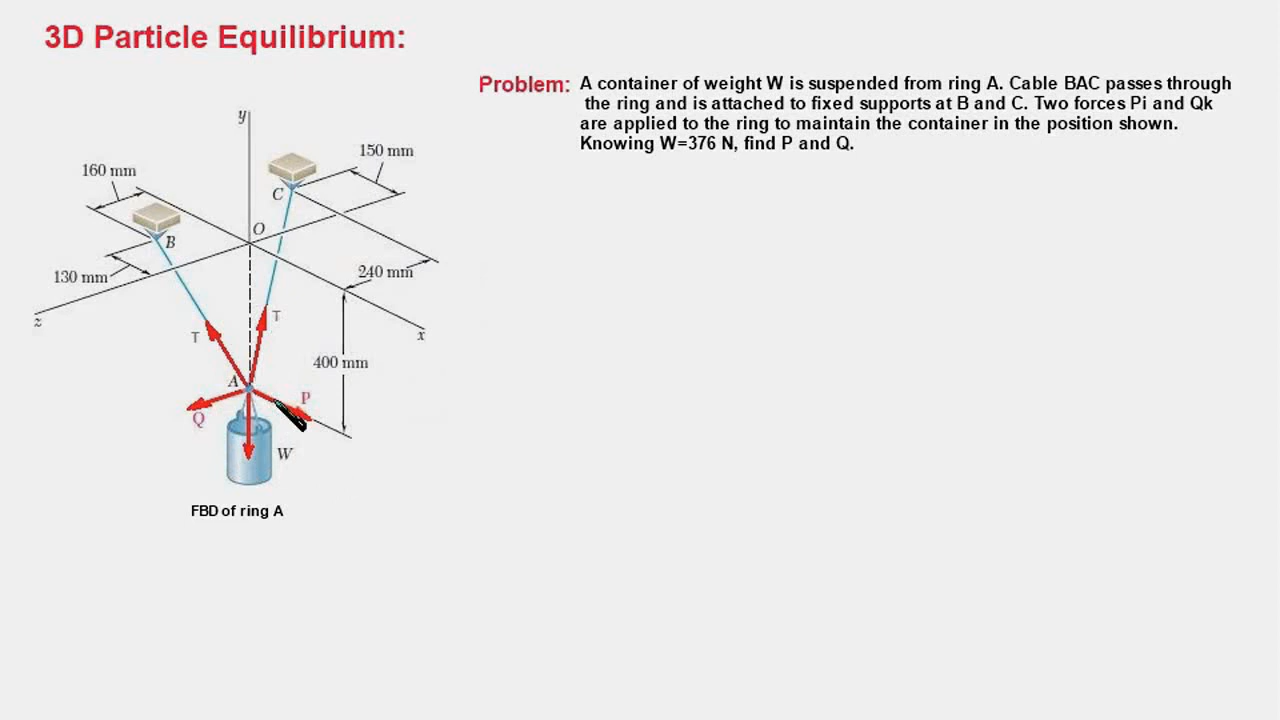 3D Particle Equilibrium:
Problem: A container of weight W is suspended from ring A. Cable BAC passes through
the ring and is attached to fixed supports at B and C. Two forces Pi and Qk
are applied to the ring to maintain the container in the position shown.
Knowing W=376 N, find P and Q.
y
150 mm
160 mm
C
O
B
130 mm
240 mm
z
T
T
x
400 mm
A
P
Q
W
FBD of ring A